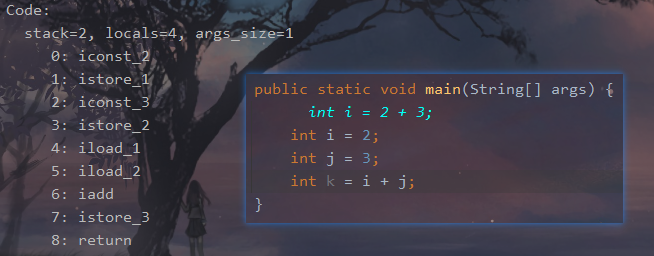 Code:
stack=2, locals=4, args_size=1
0: iconst_2
1: istore_1
2: iconst_3
3: istore_2
4: iload_1
5: iload_2
6: iadd
7: istore_3
8: return
public static void main(String[] args) {
int i = 2 + 3;
int i = 2;
int j = 3;
int k = i + j;
}